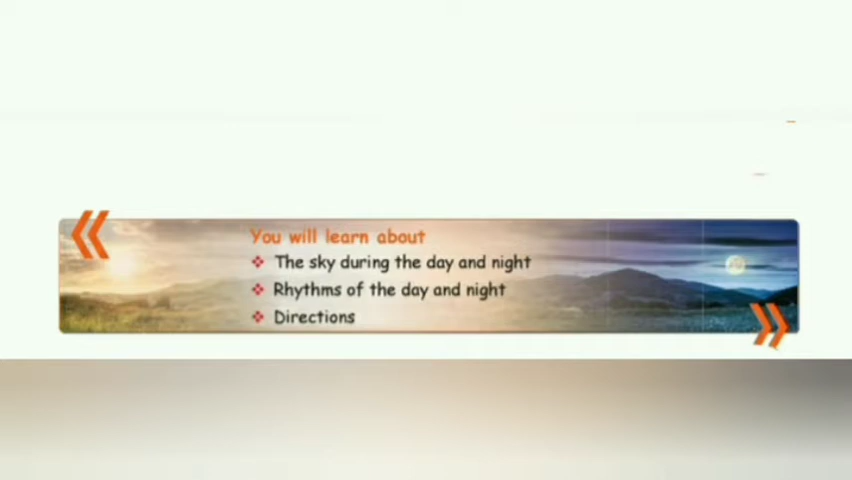 You will learn about
The sky during the day and night
Rhythms of the day and night
Directions